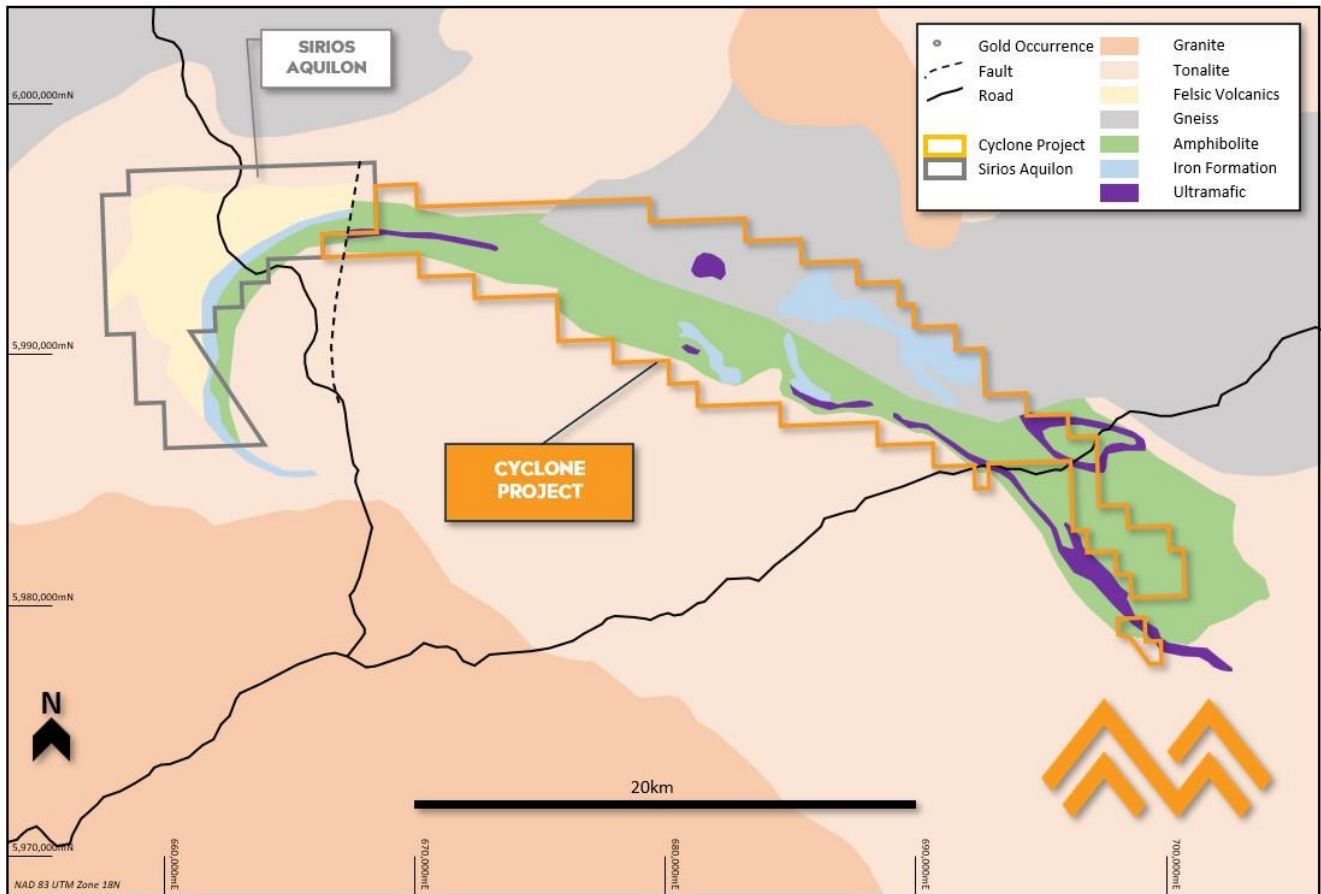 SIRIOS
AQUILON
Gold Occurrence
Fault
Road
Cyclone Project
Sirios Aquilon
Granite
Tonalite
Felsic Volcanics
Gneiss
Amphibolite
Iron Formation
Ultramafic
6,000,000mN
5,990,000mN
CYCLONE
PROJECT
5,980,000mN
N
20km
5,970,000mN
660,000mE
670,000mE
680,000mE
690,000mE
700,000mE
NAD 83 UTM Zone 18N